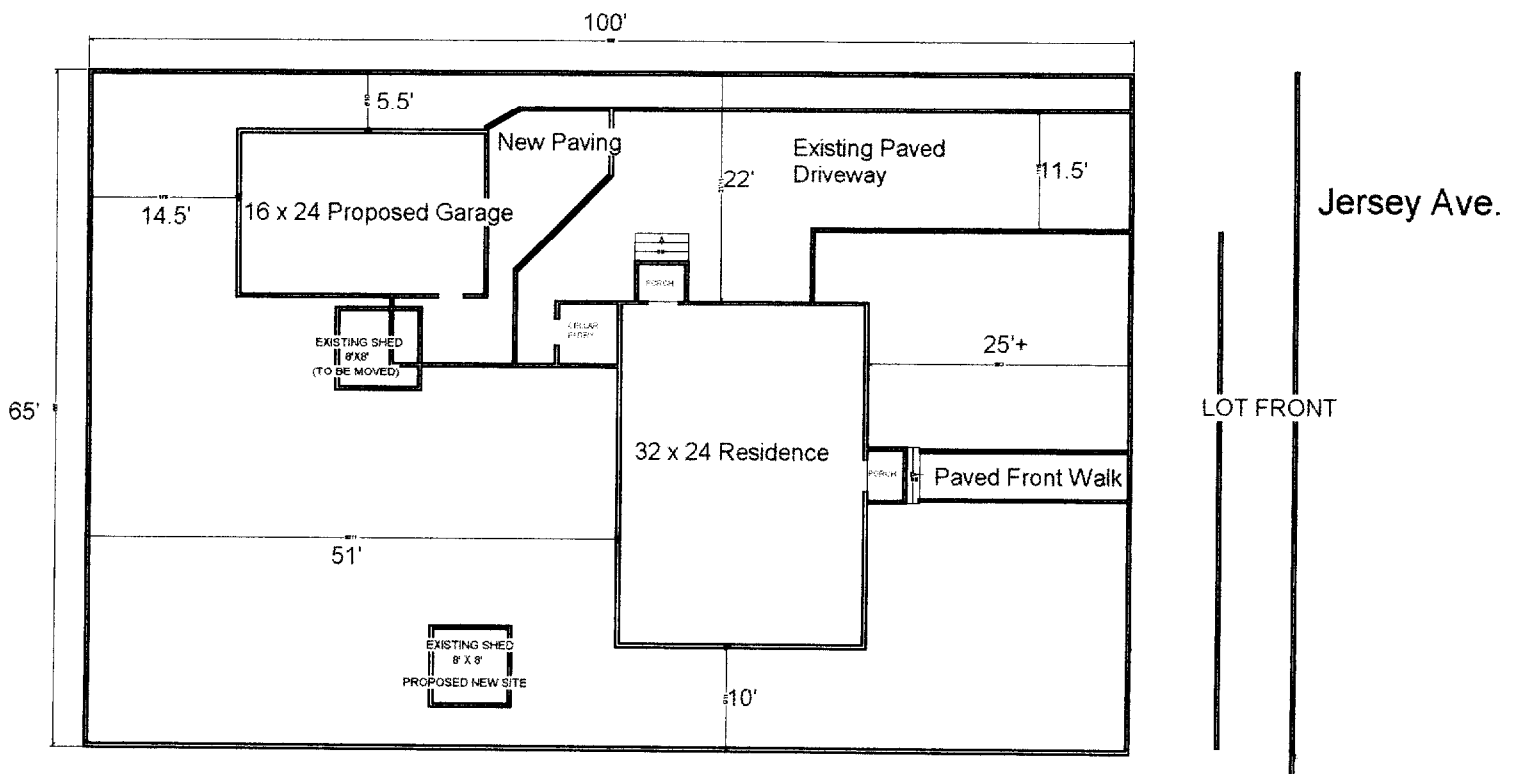 100'
5.5'
New Paving
Existing Paved
Driveway
22'
11.5'
Jersey Ave.
14.5'
16 x 24 Proposed Garage
PORCH
CELLAR
ENTRY
EXISTING SHED
8'X8'
(TO BE MOVED)
25'+
65'
LOT FRONT
32 x 24 Residence
PORCH
Paved Front Walk
51'
EXISTING SHED
8' X 8'
PROPOSED NEW SITE
10'